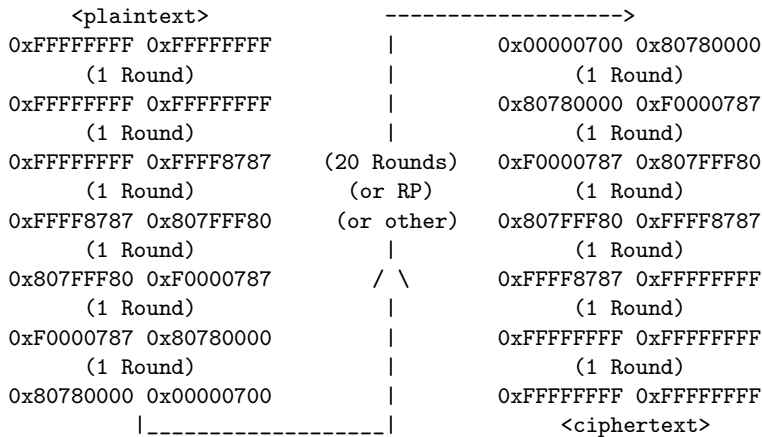 <plaintext> ------------------->
0xFFFFFFFF 0xFFFFFFFF | 0x00000700 0x80780000
(1 Round) | (1 Round)
0xFFFFFFFF 0xFFFFFFFF | 0x80780000 0xF0000787
(1 Round) | (1 Round)
0xFFFFFFFF 0xFFFF8787 (20 Rounds) 0xF0000787 0x807FFF80
(1 Round) (or RP) (1 Round)
0xFFFF8787 0x807FFF80 (or other) 0x807FFF80 0xFFFF8787
(1 Round) | (1 Round)
0x807FFF80 0xF0000787 / \ 0xFFFF8787 0xFFFFFFFF
(1 Round) | (1 Round)
0xF0000787 0x80780000 | 0xFFFFFFFF 0xFFFFFFFF
(1 Round) | (1 Round)
0x80780000 0x00000700 | 0xFFFFFFFF 0xFFFFFFFF
|___________________| <ciphertext>